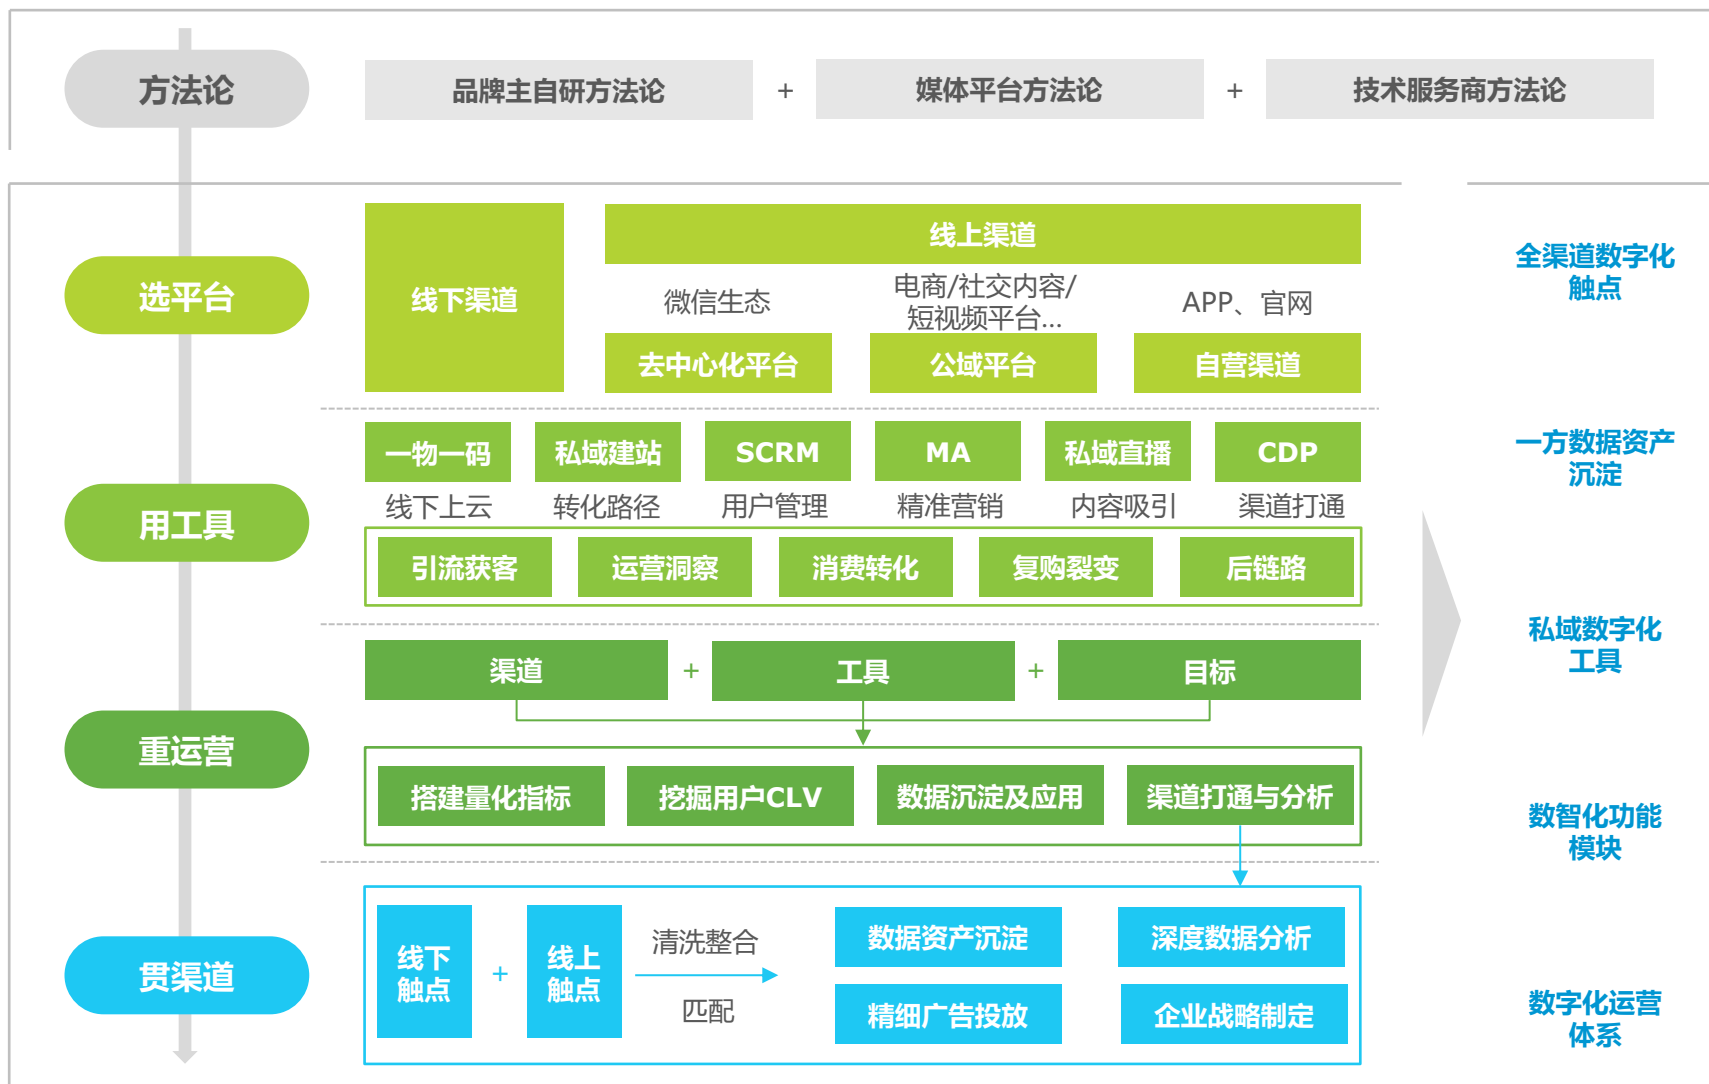 方法论
品牌主自研方法论 + 媒体平台方法论 + 技术服务商方法论
选平台
线下渠道
线上渠道
微信生态
电商/社交内容/
短视频平台...
APP、官网
去中心化平台
公域平台
自营渠道
用工具
一物一码
私域建站
SCRM
MA
私域直播
CDP
线下上云
转化路径
用户管理
精准营销
内容吸引
渠道打通
引流获客
运营洞察
消费转化
复购裂变
后链路
重运营
渠道 + 工具 + 目标
搭建量化指标
挖掘用户CLV
数据沉淀及应用
渠道打通与分析
贯渠道
线下
触点
+
线上
触点
清洗整合
匹配
数据资产沉淀
深度数据分析
精细广告投放
企业战略制定
全渠道数字化
触点
一方数据资产
沉淀
私域数字化
工具
数智化功能
模块
数字化运营
体系